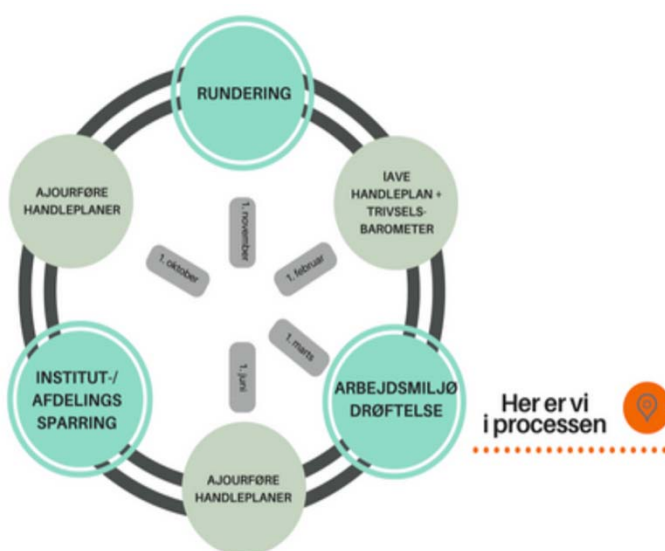 RUNDERING
lAVE
HANDLEPLAN +
TRIVSELS-
BAROMETER
ARBEJDSMILJØ
DRØFTELSE
Her er vi
i processen
AJOURFØRE
HANDLEPLANER
INSTITUT-/
AFDELINGS
SPARRING
AJOURFØRE
HANDLEPLANER
1. november
1. februar
1. marts
1. juni
1. oktober